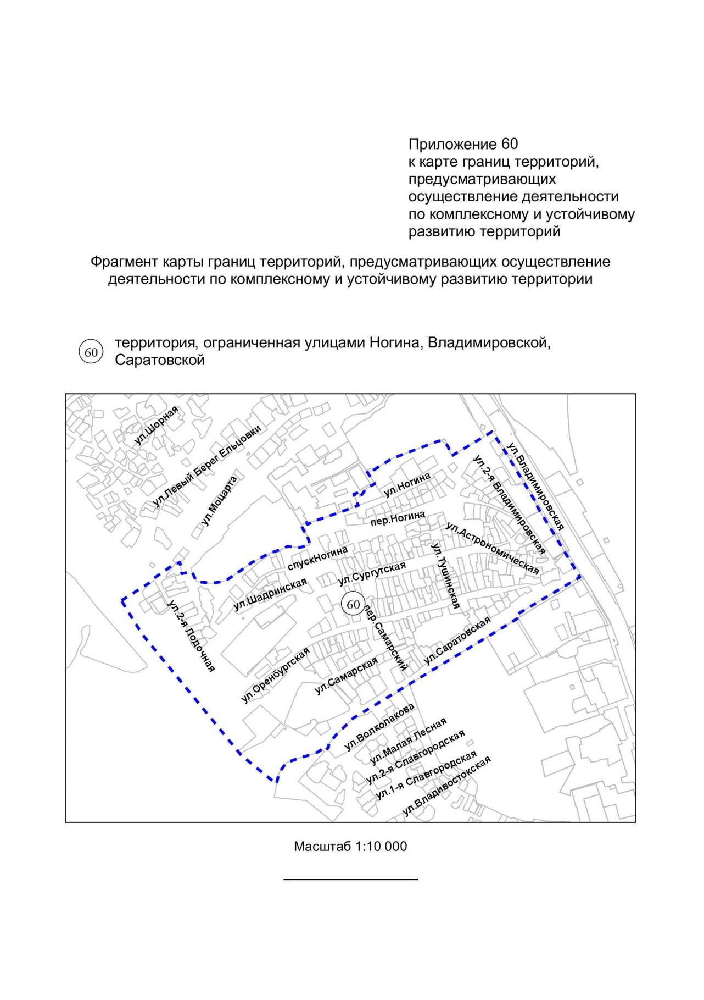 Приложение 60
к карте границ территорий,
предусматривающих
осуществление деятельности
по комплексному и устойчивому
развитию территорий
Фрагмент карты границ территорий, предусматривающих осуществление
деятельности по комплексному и устойчивому развитию территории
60
территория, ограниченная улицами Ногина, Владимировской,
Саратовской
ул.Шорная
ул.Левый Берег Ельцовки
ул.Моцарта
ул.Владимировская
ул.2-я Владимировская
ул.Ногина
пер.Ногина
ул.Астрономическая
спускНогина
ул.Тушинская
ул.Сургутская
ул.Шадринская
60
ул.2-я Лодочная
пер.Самарский
ул.Саратовская
ул.Оренбургская
ул.Самарская
ул.Волколакова
ул.Малая Лесная
ул.2-я Славгородская
ул.1-я Славгородская
ул.Владивостокская
Масштаб 1:10 000